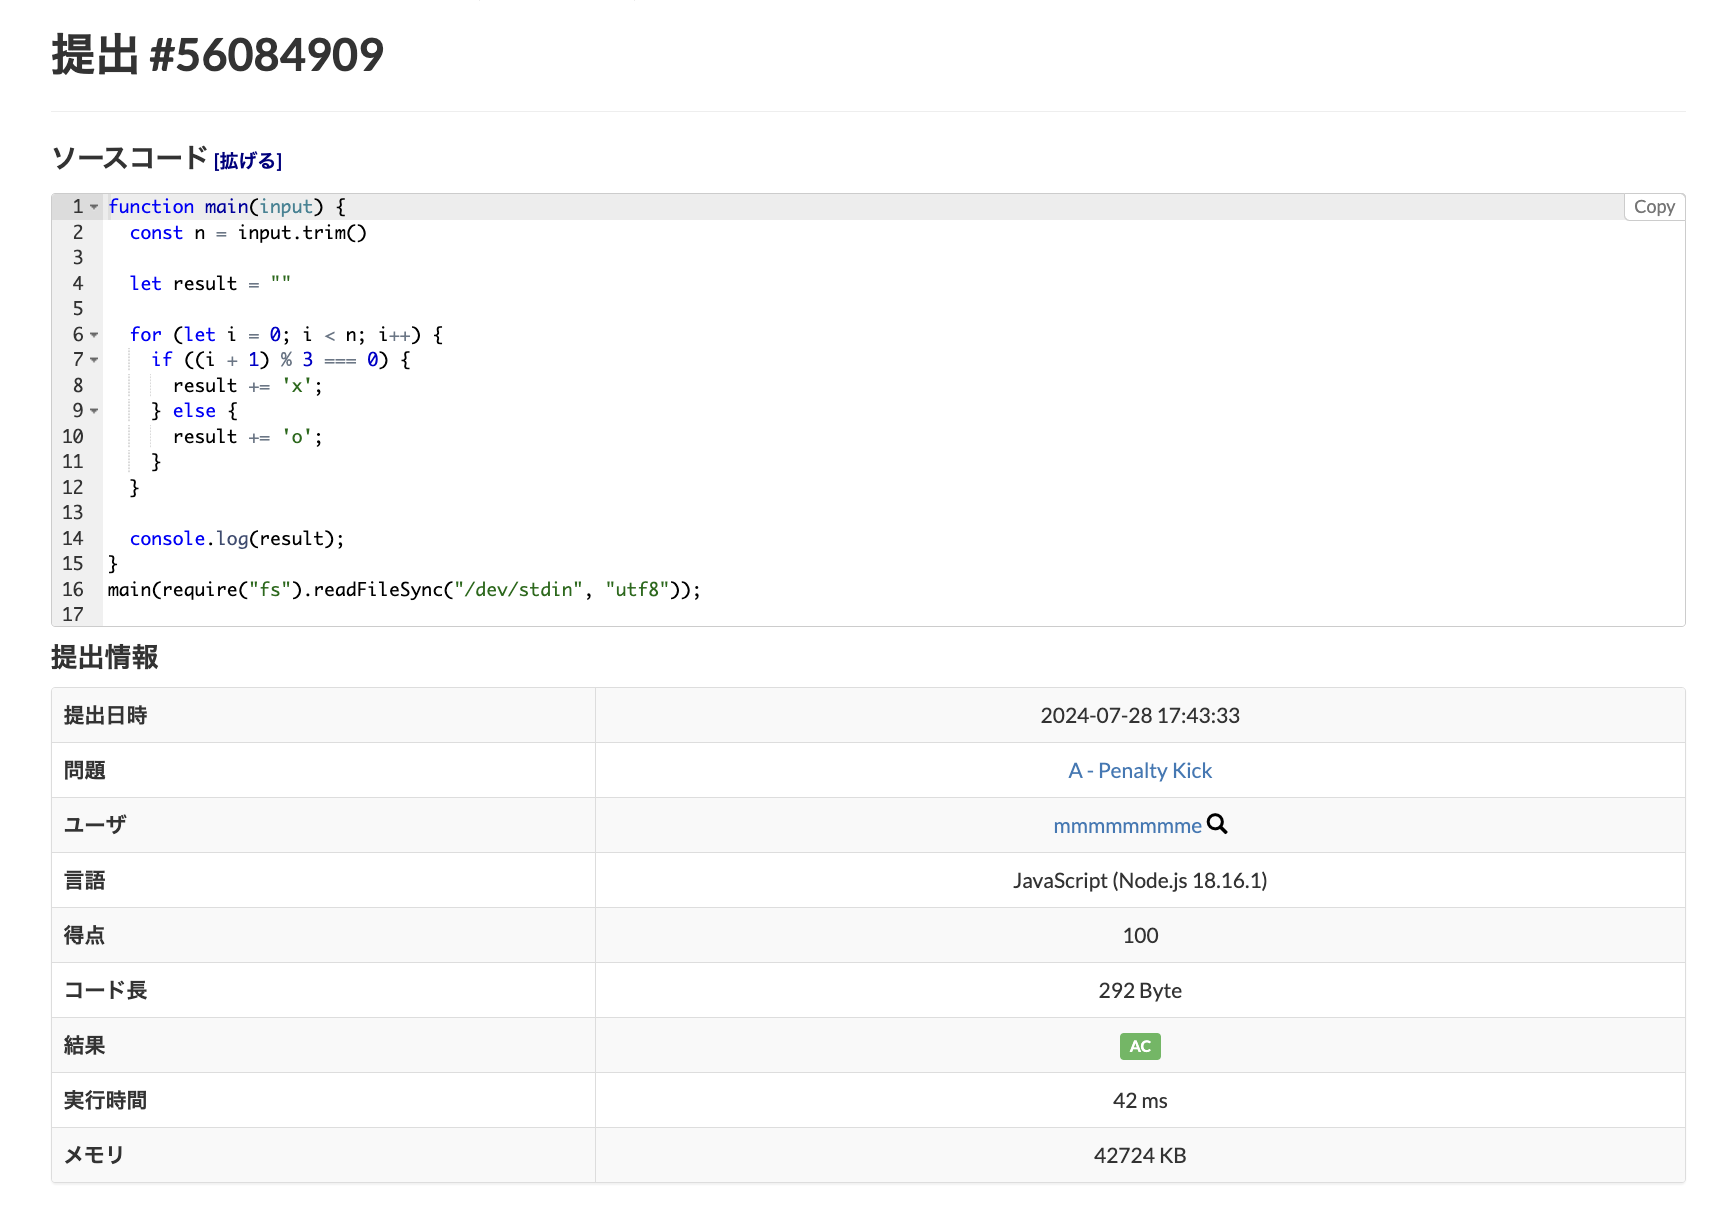 提出 #56084909
ソースコード [拡げる]
Copy
1 function main(input) {
2   const n = input.trim()
3
4   let result = ""
5
6   for (let i = 0; i < n; i++) {
7     if ((i + 1) % 3 === 0) {
8       result += 'x';
9     } else {
10       result += 'o';
11     }
12   }
13
14   console.log(result);
15 }
16 main(require("fs").readFileSync("/dev/stdin", "utf8"));
17
提出情報
提出日時 2024-07-28 17:43:33
問題 A - Penalty Kick
ユーザ mmmmmmmme
言語 JavaScript (Node.js 18.16.1)
得点 100
コード長 292 Byte
結果 AC
実行時間 42 ms
メモリ 42724 KB